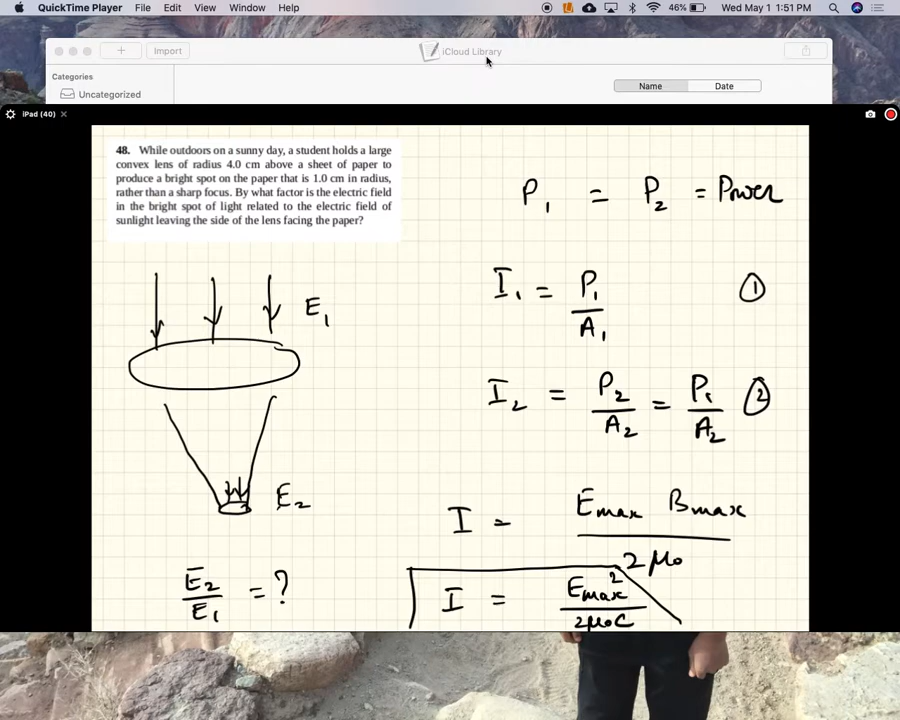 QuickTime Player File Edit View Window Help 46% Wed May 1 1:51 PM
+ Import iCloud Library
Categories
Uncategorized
Name Date
iPad (40)
48. While outdoors on a sunny day, a student holds a large
convex lens of radius 4.0 cm above a sheet of paper to
produce a bright spot on the paper that is 1.0 cm in radius,
rather than a sharp focus. By what factor is the electric field
in the bright spot of light related to the electric field of
sunlight leaving the side of the lens facing the paper?
E₁
E₂
E₂/E₁ = ?
P₁ = P₂ = Power
I₁ = P₁/A₁ ①
I₂ = P₂/A₂ = P₁/A₂ ②
I = Emax Bmax / 2μ₀
I = Emax² / 2μ₀C